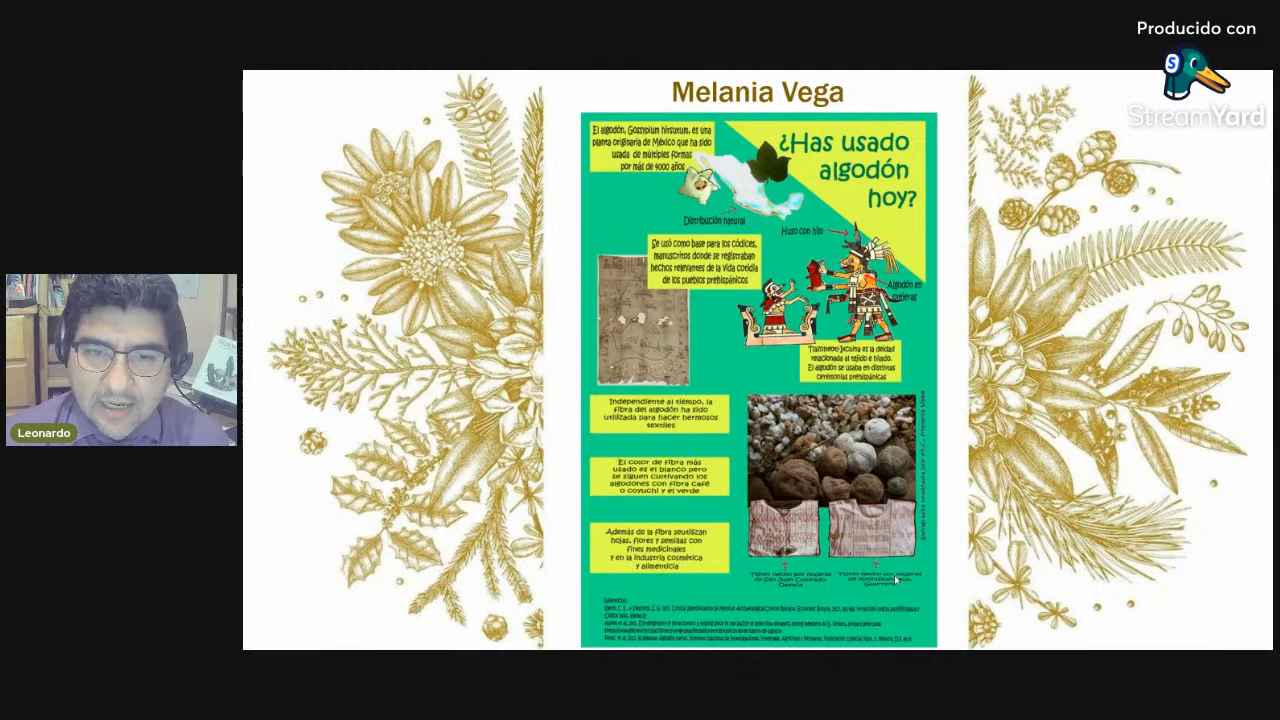 Producido con
StreamYard
Melania Vega
El algodón, Gossypium hirsutum, es una
planta originaria de México que ha sido
usada de múltiples formas
por más de 4000 años
¿Has usado
algodón
hoy?
Distribución natural
Huso con hilo
Se usó como base para los códices,
manuscritos donde se registraban
hechos relevantes de la vida cotidia
de los pueblos prehispánicos
Algodón en
Tlazolteotl-Ixcuina es la deidad
relacionada al tejido e hilado.
El algodón se usaba en distintas
ceremonias prehispánicas
Independiente al tiempo, la
fibra del algodón ha sido
utilizada para hacer hermosos
textiles
El color de fibra más
usado es el blanco pero
se siguen cultivando los
algodones con fibra café
o coyuchi y el verde
Además de la fibra seutilizan
hojas, flores y semillas con
fines medicinales
y en la industria cosmética
y alimenticia
Tejido hecho por mujeres
de San Juan Colorado,
Oaxaca
Tejido hecho por mujeres
Guerrero
Leonardo